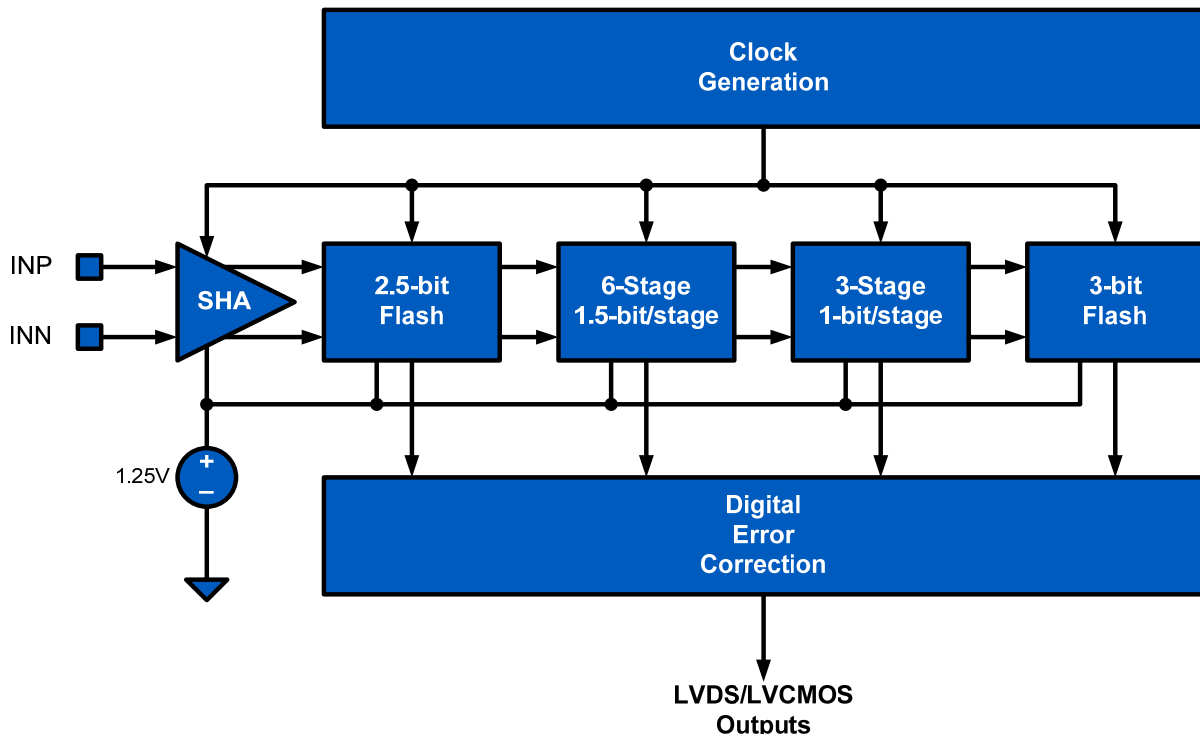 Clock
Generation
INP
INN
SHA
2.5-bit
Flash
6-Stage
1.5-bit/stage
3-Stage
1-bit/stage
3-bit
Flash
1.25V
+
−
Digital
Error
Correction
LVDS/LVCMOS
Outputs